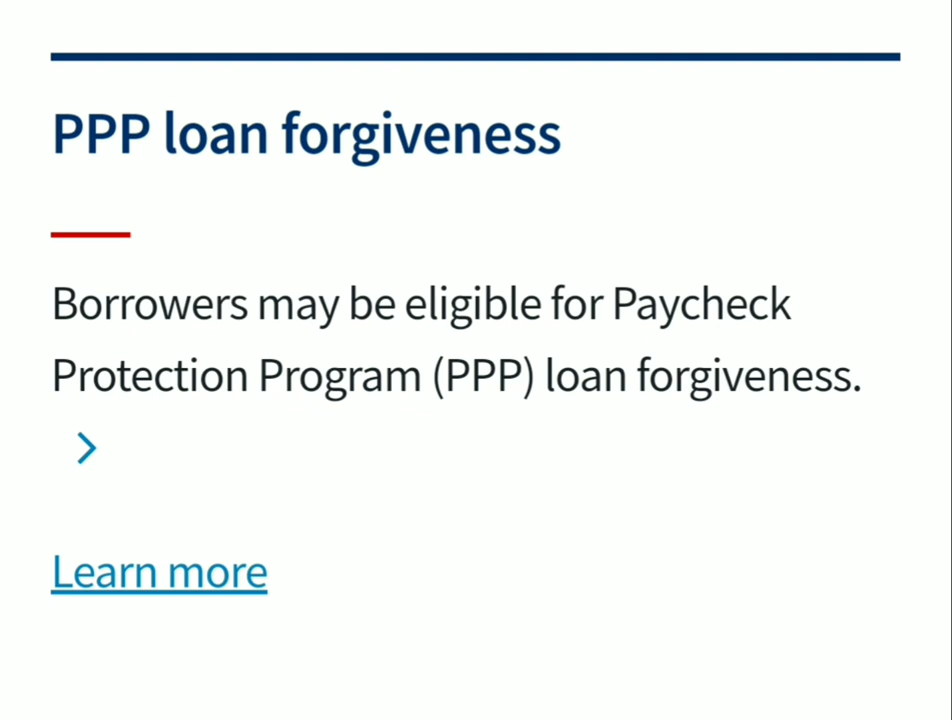 PPP loan forgiveness
Borrowers may be eligible for Paycheck
Protection Program (PPP) loan forgiveness.
Learn more